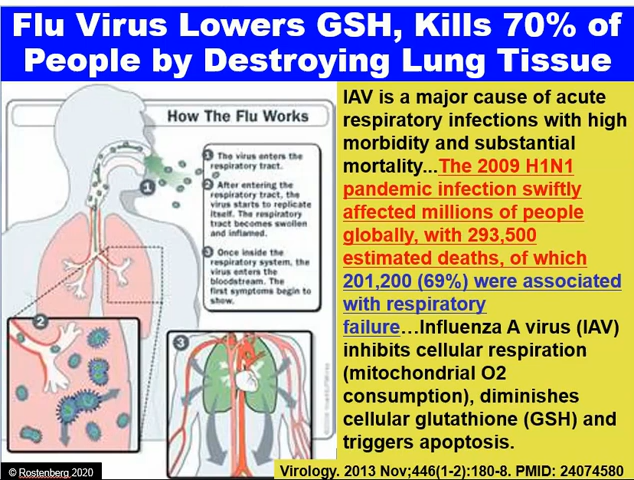 Flu Virus Lowers GSH, Kills 70% of
People by Destroying Lung Tissue
How The Flu Works
1 The virus enters the
respiratory tract.
2 After entering the
respiratory tract, the
virus starts to replicate
itself. The respiratory
tract becomes swollen
and inflamed.
3 Once inside the
respiratory system, the
virus enters the
bloodstream. The
first symptoms begin to
show.
1
2
3
IAV is a major cause of acute
respiratory infections with high
morbidity and substantial
mortality...The 2009 H1N1
pandemic infection swiftly
affected millions of people
globally, with 293,500
estimated deaths, of which
201,200 (69%) were associated
with respiratory
failure…Influenza A virus (IAV)
inhibits cellular respiration
(mitochondrial O2
consumption), diminishes
cellular glutathione (GSH) and
triggers apoptosis.
© Rostenberg 2020
Virology. 2013 Nov;446(1-2):180-8. PMID: 24074580